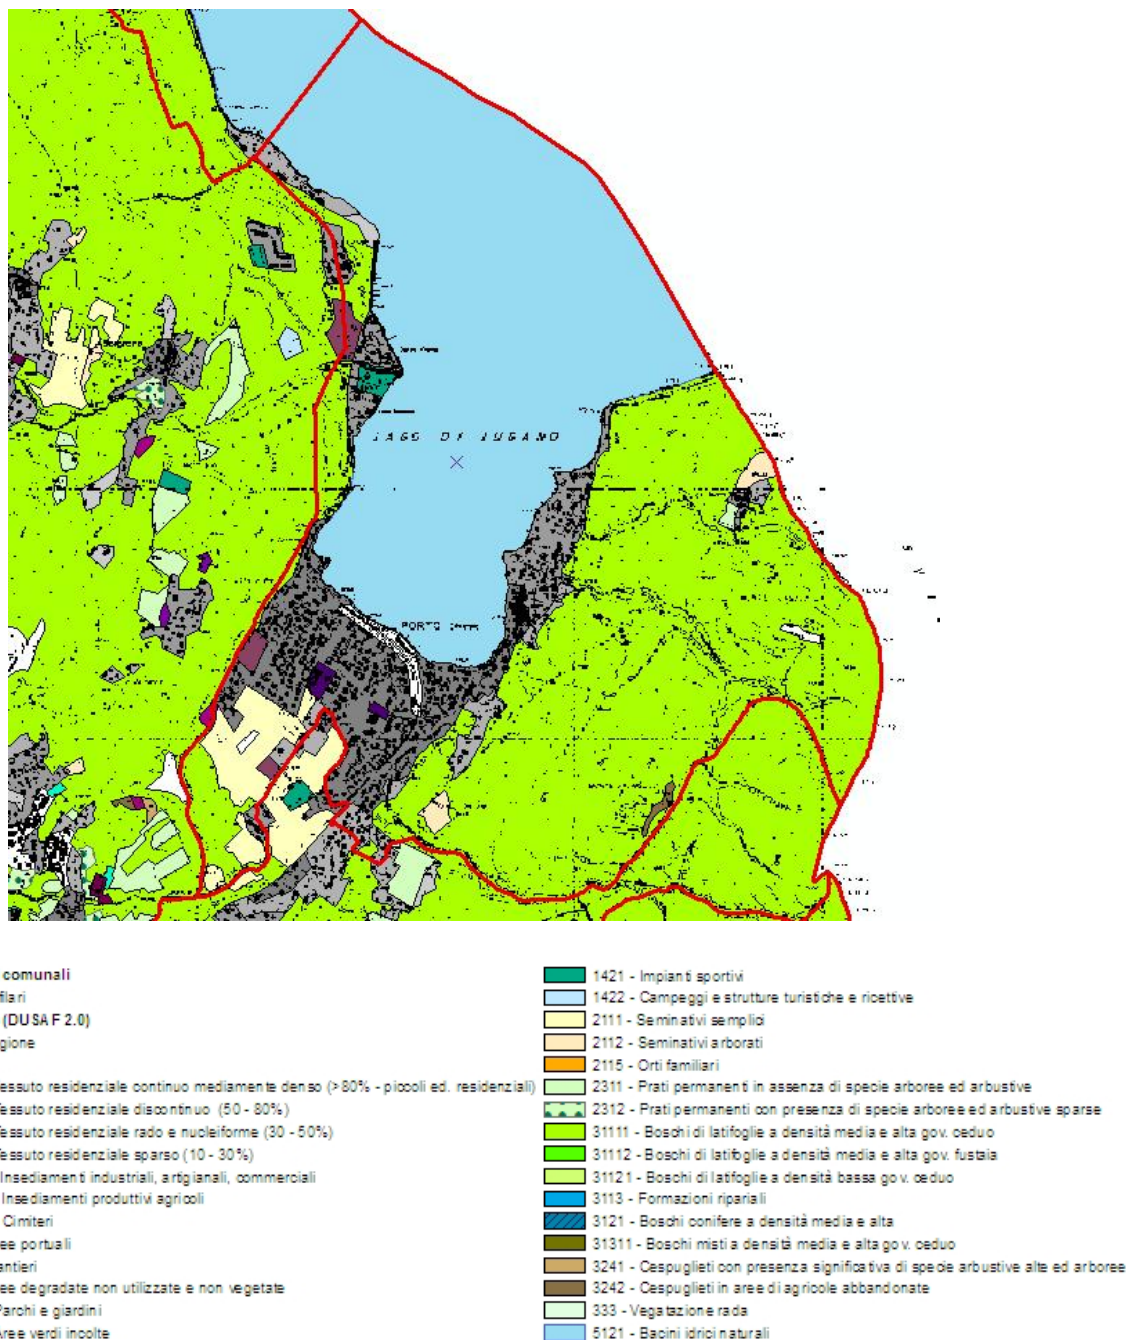 LAGO DI LUGANO
PORTO
comunali
filari
(DUSAF 2.0)
gione
essuto residenziale continuo mediamente denso (>80% - piccoli ed. residenziali)
essuto residenziale discontinuo (50 - 80%)
essuto residenziale rado e nucleiforme (30 - 50%)
essuto residenziale sparso (10 - 30%)
Insediamenti industriali, artigianali, commerciali
Insediamenti produttivi agricoli
Cimiteri
ee portuali
antieri
ee degradate non utilizzate e non vegetate
Parchi e giardini
Aree verdi incolte
1421 - Impianti sportivi
1422 - Campeggi e strutture turistiche e ricettive
2111 - Seminativi semplici
2112 - Seminativi arborati
2115 - Orti familiari
2311 - Prati permanenti in assenza di specie arboree ed arbustive
2312 - Prati permanenti con presenza di specie arboree ed arbustive sparse
31111 - Boschi di latifoglie a densità media e alta gov. ceduo
31112 - Boschi di latifoglie a densità media e alta gov. fustaia
31121 - Boschi di latifoglie a densità bassa gov. ceduo
3113 - Formazioni ripariali
3121 - Boschi conifere a densità media e alta
31311 - Boschi misti a densità media e alta gov. ceduo
3241 - Cespuglieti con presenza significativa di specie arbustive alte ed arboree
3242 - Cespuglieti in aree di agricole abbandonate
333 - Vegatazione rada
5121 - Bacini idrici naturali